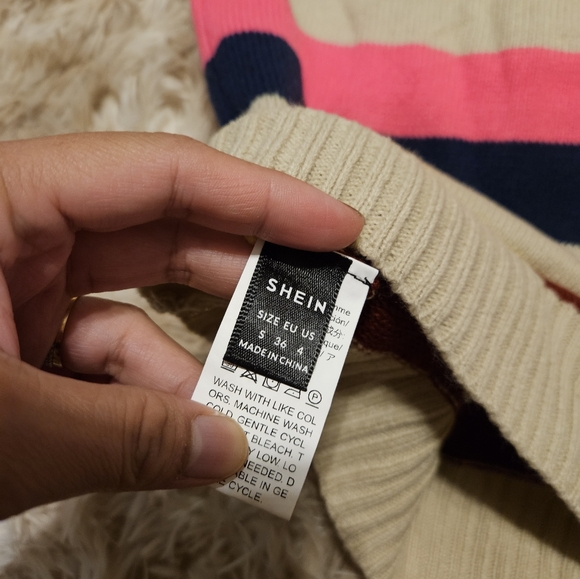 SHEIN
SIZE EU US
S 36 4
MADE IN CHINA
WASH WITH LIKE COL
ORS. MACHINE WASH
COLD, GENTLE CYCL
BLEACH. T
LOW. LO
NEEDED. D
IN GE
CYCLE.